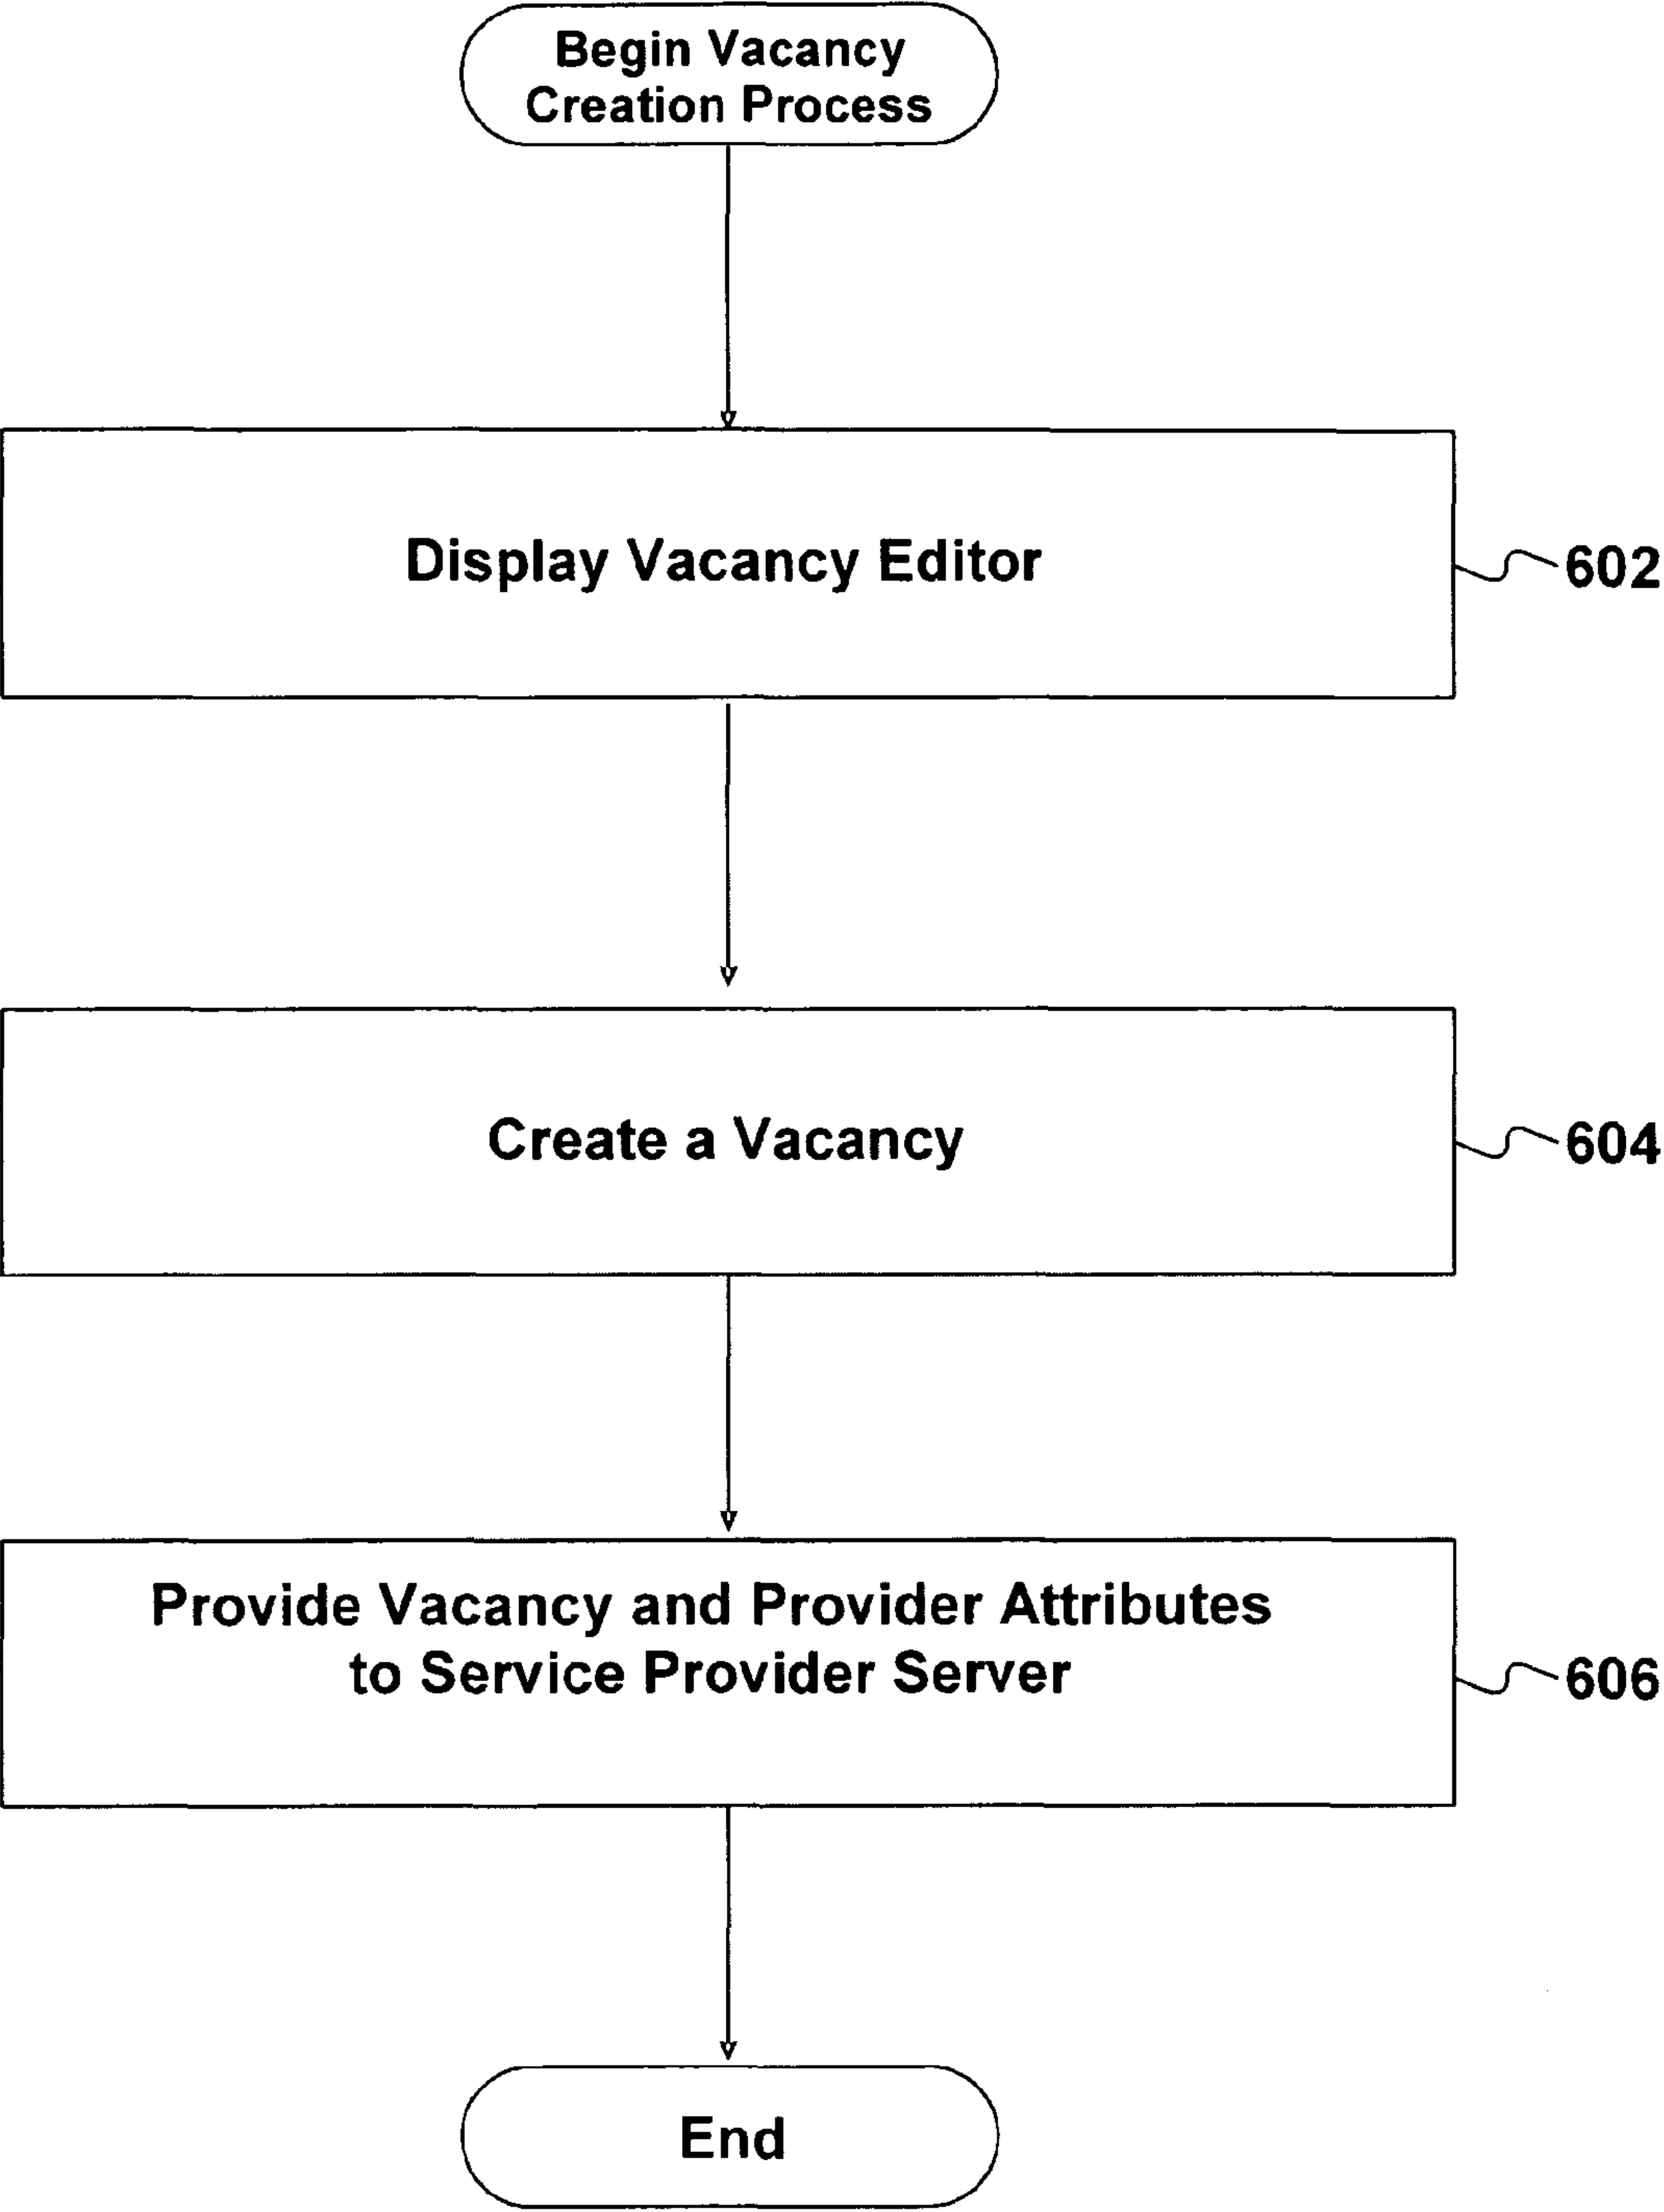 Begin Vacancy
Creation Process
Display Vacancy Editor
602
Create a Vacancy
604
Provide Vacancy and Provider Attributes
to Service Provider Server
606
End